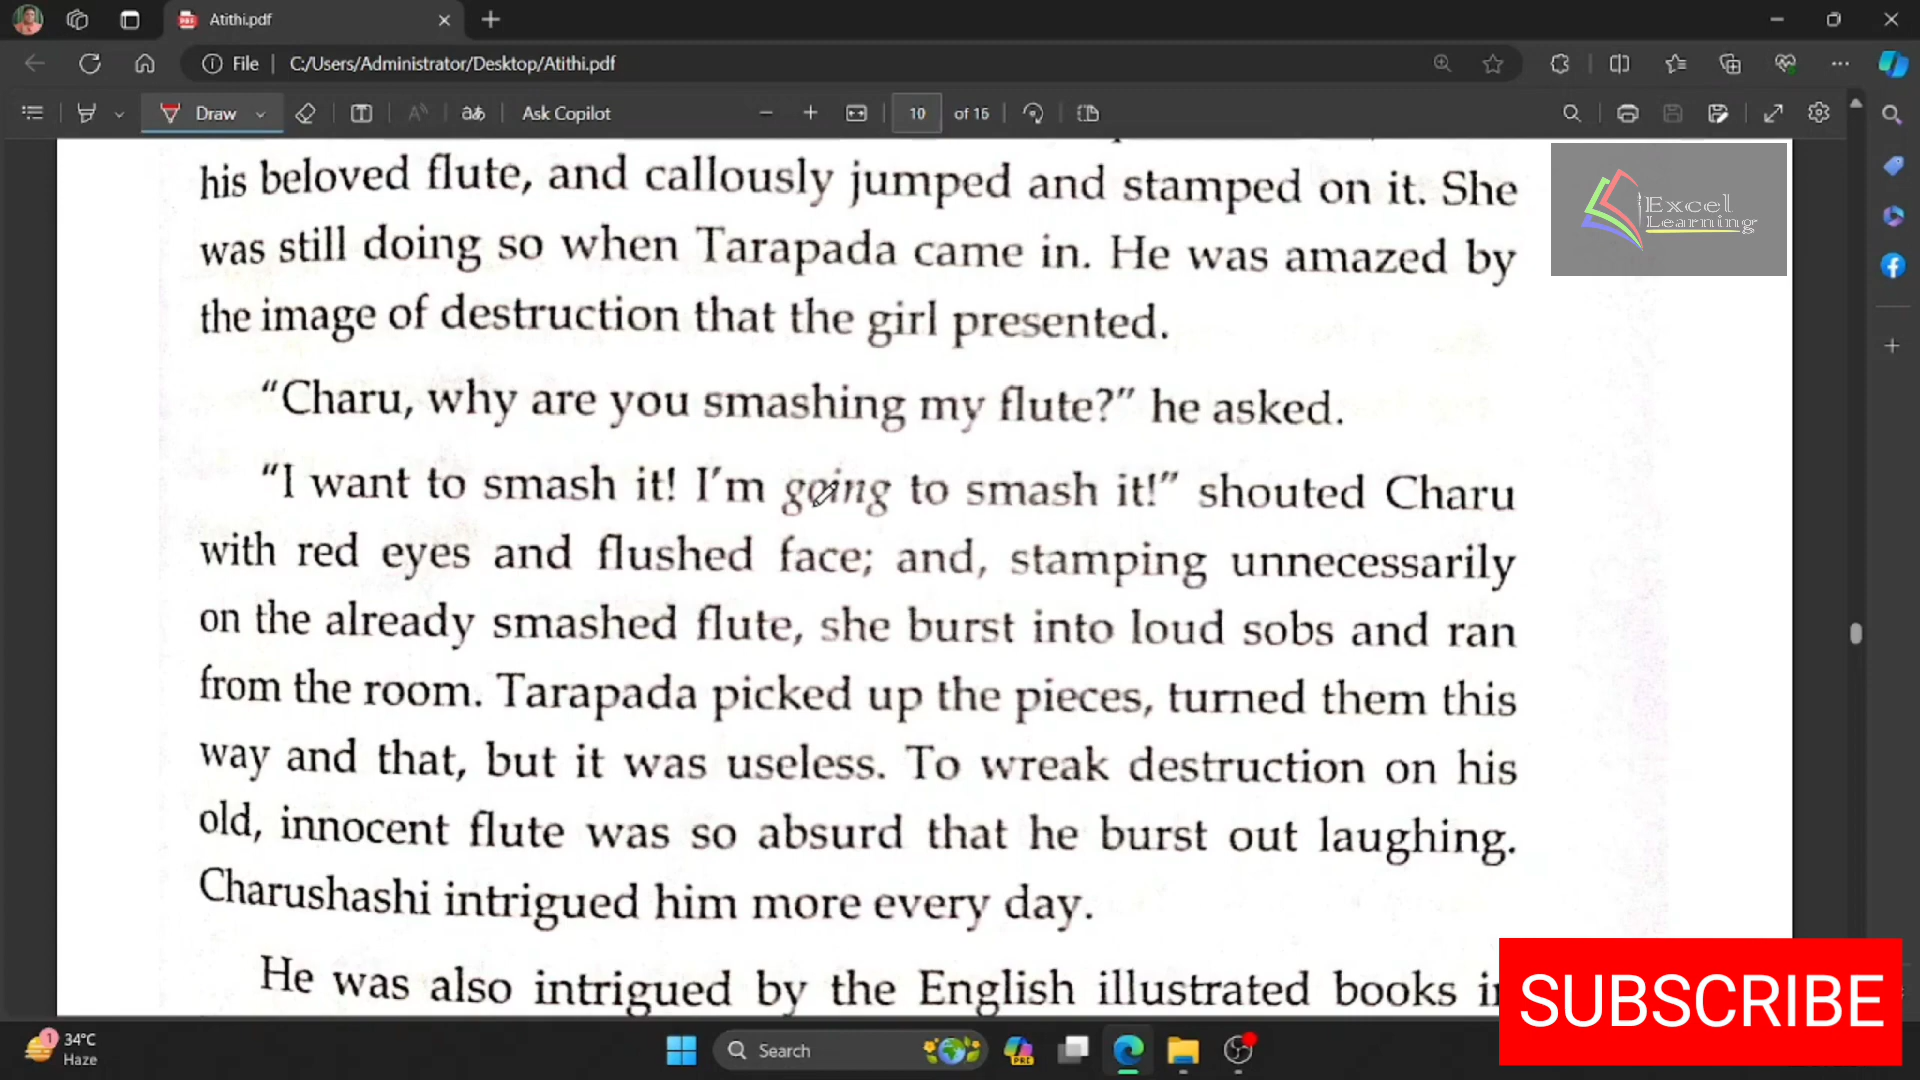 Atithi.pdf
File
C:/Users/Administrator/Desktop/Atithi.pdf
Draw
Ask Copilot
10 of 15
Excel
Learning
his beloved flute, and callously jumped and stamped on it. She
was still doing so when Tarapada came in. He was amazed by
the image of destruction that the girl presented.
“Charu, why are you smashing my flute?” he asked.
“I want to smash it! I’m going to smash it!” shouted Charu
with red eyes and flushed face; and, stamping unnecessarily
on the already smashed flute, she burst into loud sobs and ran
from the room. Tarapada picked up the pieces, turned them this
way and that, but it was useless. To wreak destruction on his
old, innocent flute was so absurd that he burst out laughing.
Charushashi intrigued him more every day.
He was also intrigued by the English illustrated books
SUBSCRIBE
1
34°C
Haze
Search
PRE